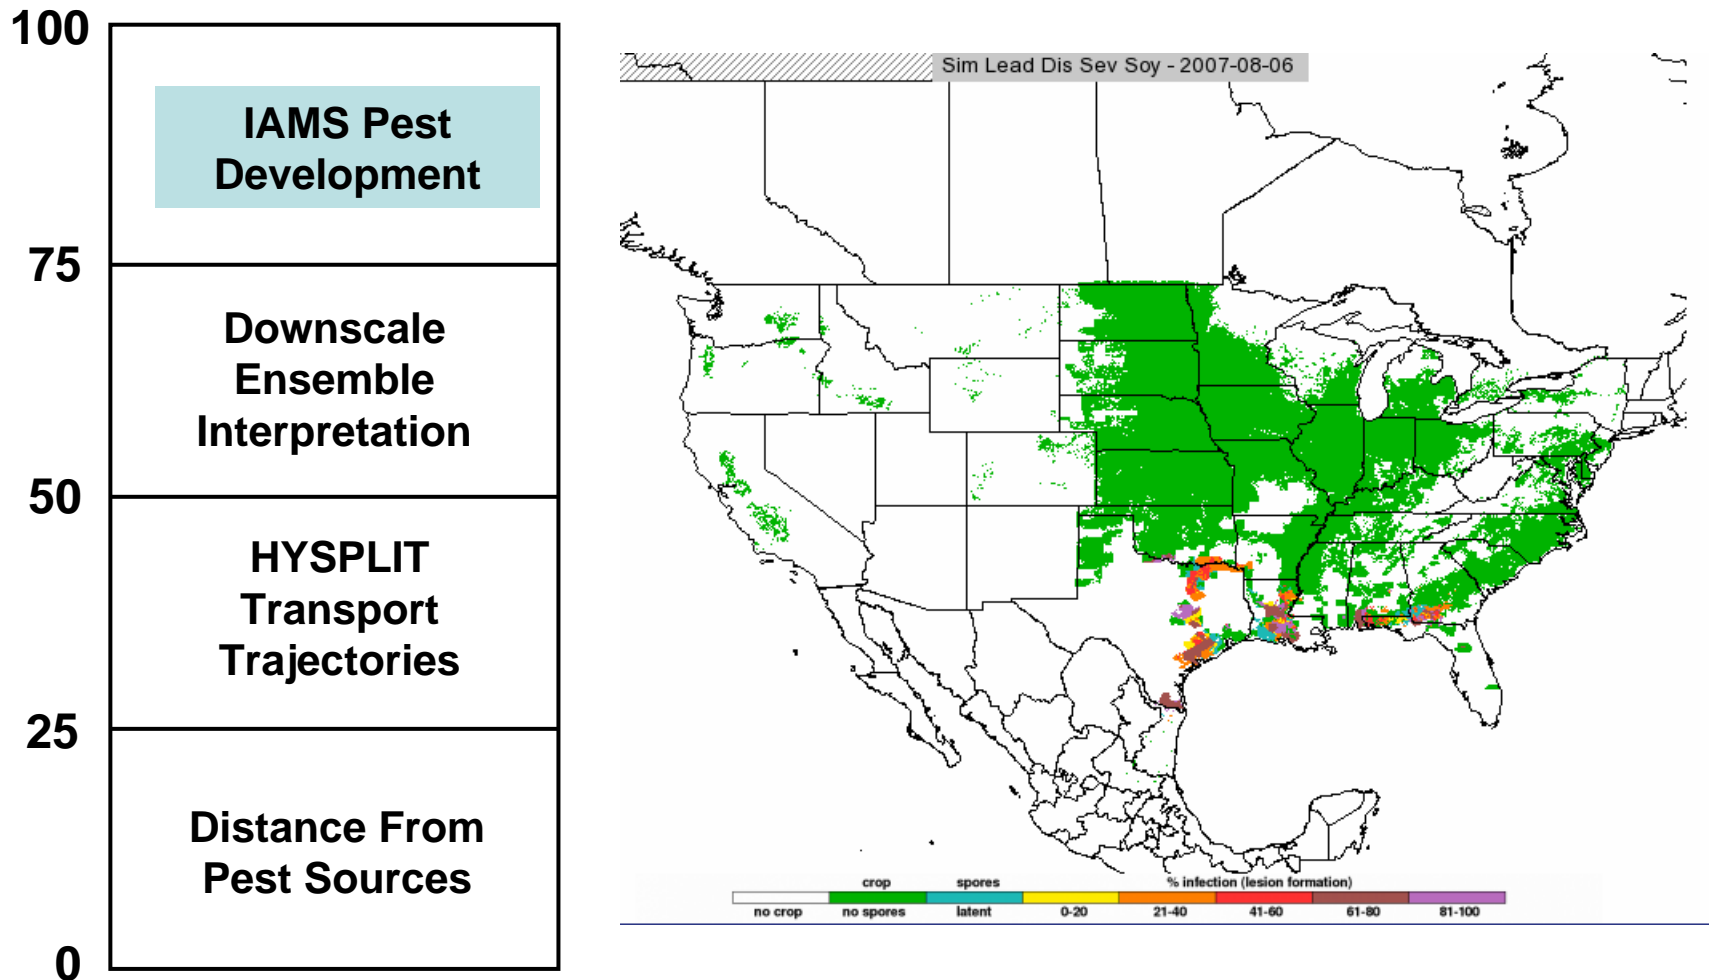 100
IAMS Pest
Development
75
Downscale
Ensemble
Interpretation
50
HYSPLIT
Transport
Trajectories
25
Distance From
Pest Sources
0
Sim Lead Dis Sev Soy - 2007-08-06
crop spores % infection (lesion formation)
no crop no spores latent 0-20 21-40 41-60 61-80 81-100